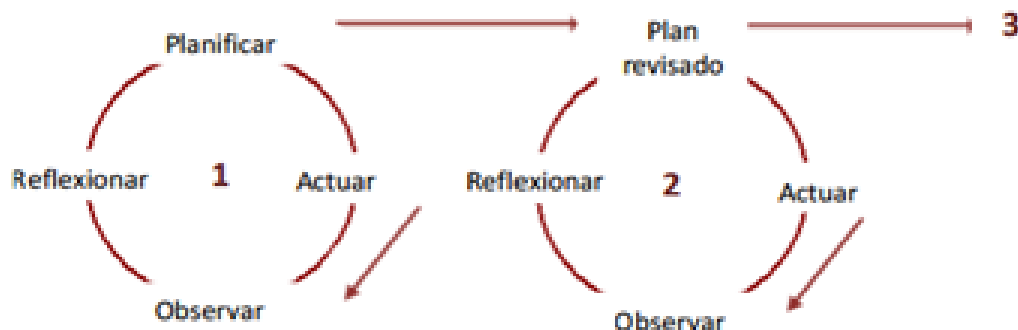 Planificar
Reflexionar
1
Actuar
Observar
Plan
revisado
Reflexionar
2
Actuar
Observar
3